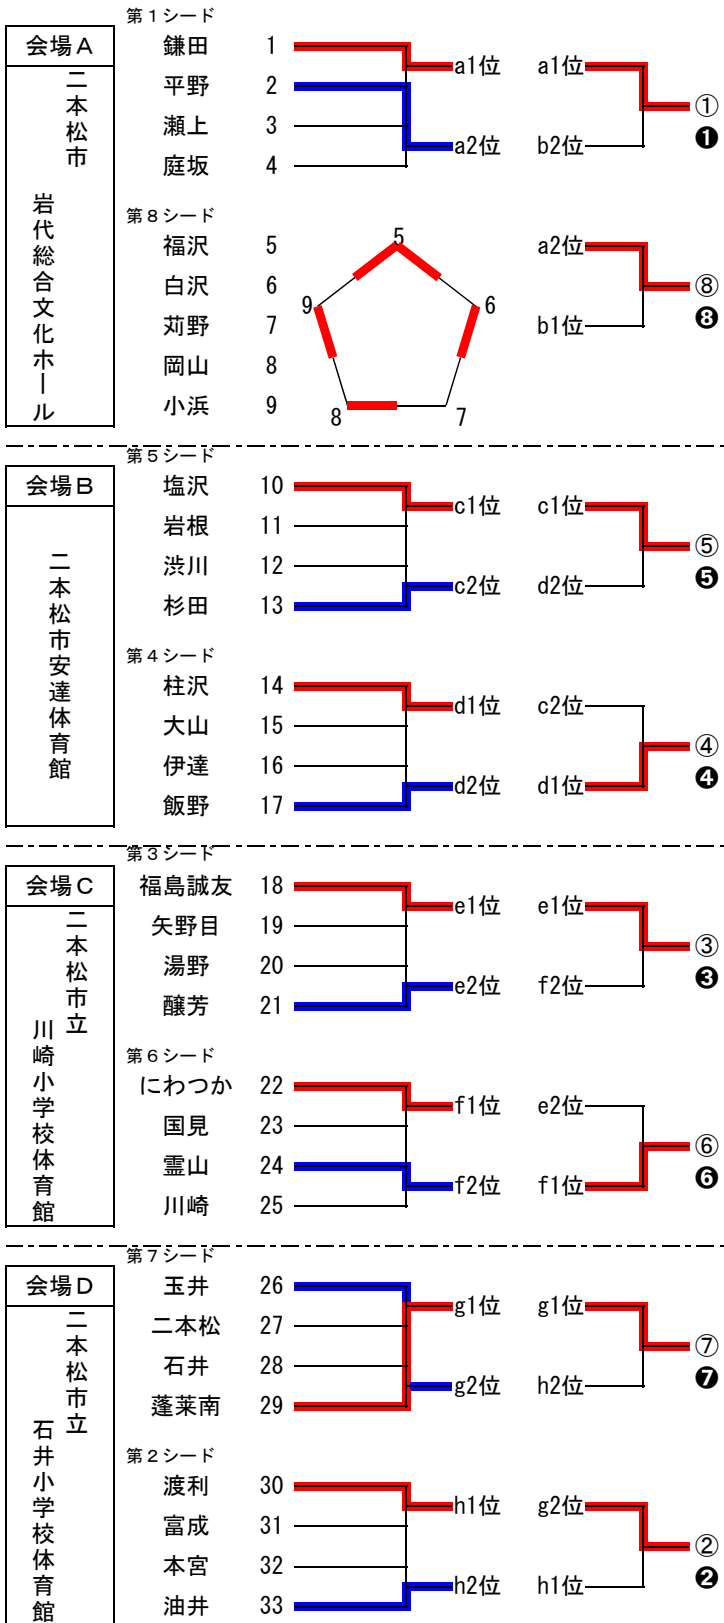 第1シード
会場A
二本松市
岩代総合文化ホール
鎌田 1
平野 2
瀬上 3
庭坂 4
a1位
a2位
a1位
b2位
①
❶
第8シード
福沢 5
白沢 6
苅野 7
岡山 8
小浜 9
5
6
7
8
9
a2位
b1位
⑧
❽
第5シード
会場B
二本松市安達体育館
塩沢 10
岩根 11
渋川 12
杉田 13
c1位
c2位
c1位
d2位
⑤
❺
第4シード
柱沢 14
大山 15
伊達 16
飯野 17
d1位
d2位
c2位
d1位
④
❹
第3シード
会場C
二本松市立
川崎小学校体育館
福島誠友 18
矢野目 19
湯野 20
醸芳 21
e1位
e2位
e1位
f2位
③
❸
第6シード
にわつか 22
国見 23
霊山 24
川崎 25
f1位
f2位
e2位
f1位
⑥
❻
第7シード
会場D
二本松市立
石井小学校体育館
玉井 26
二本松 27
石井 28
蓬莱南 29
g1位
g2位
g1位
h2位
⑦
❼
第2シード
渡利 30
富成 31
本宮 32
油井 33
h1位
h2位
g2位
h1位
②
❷